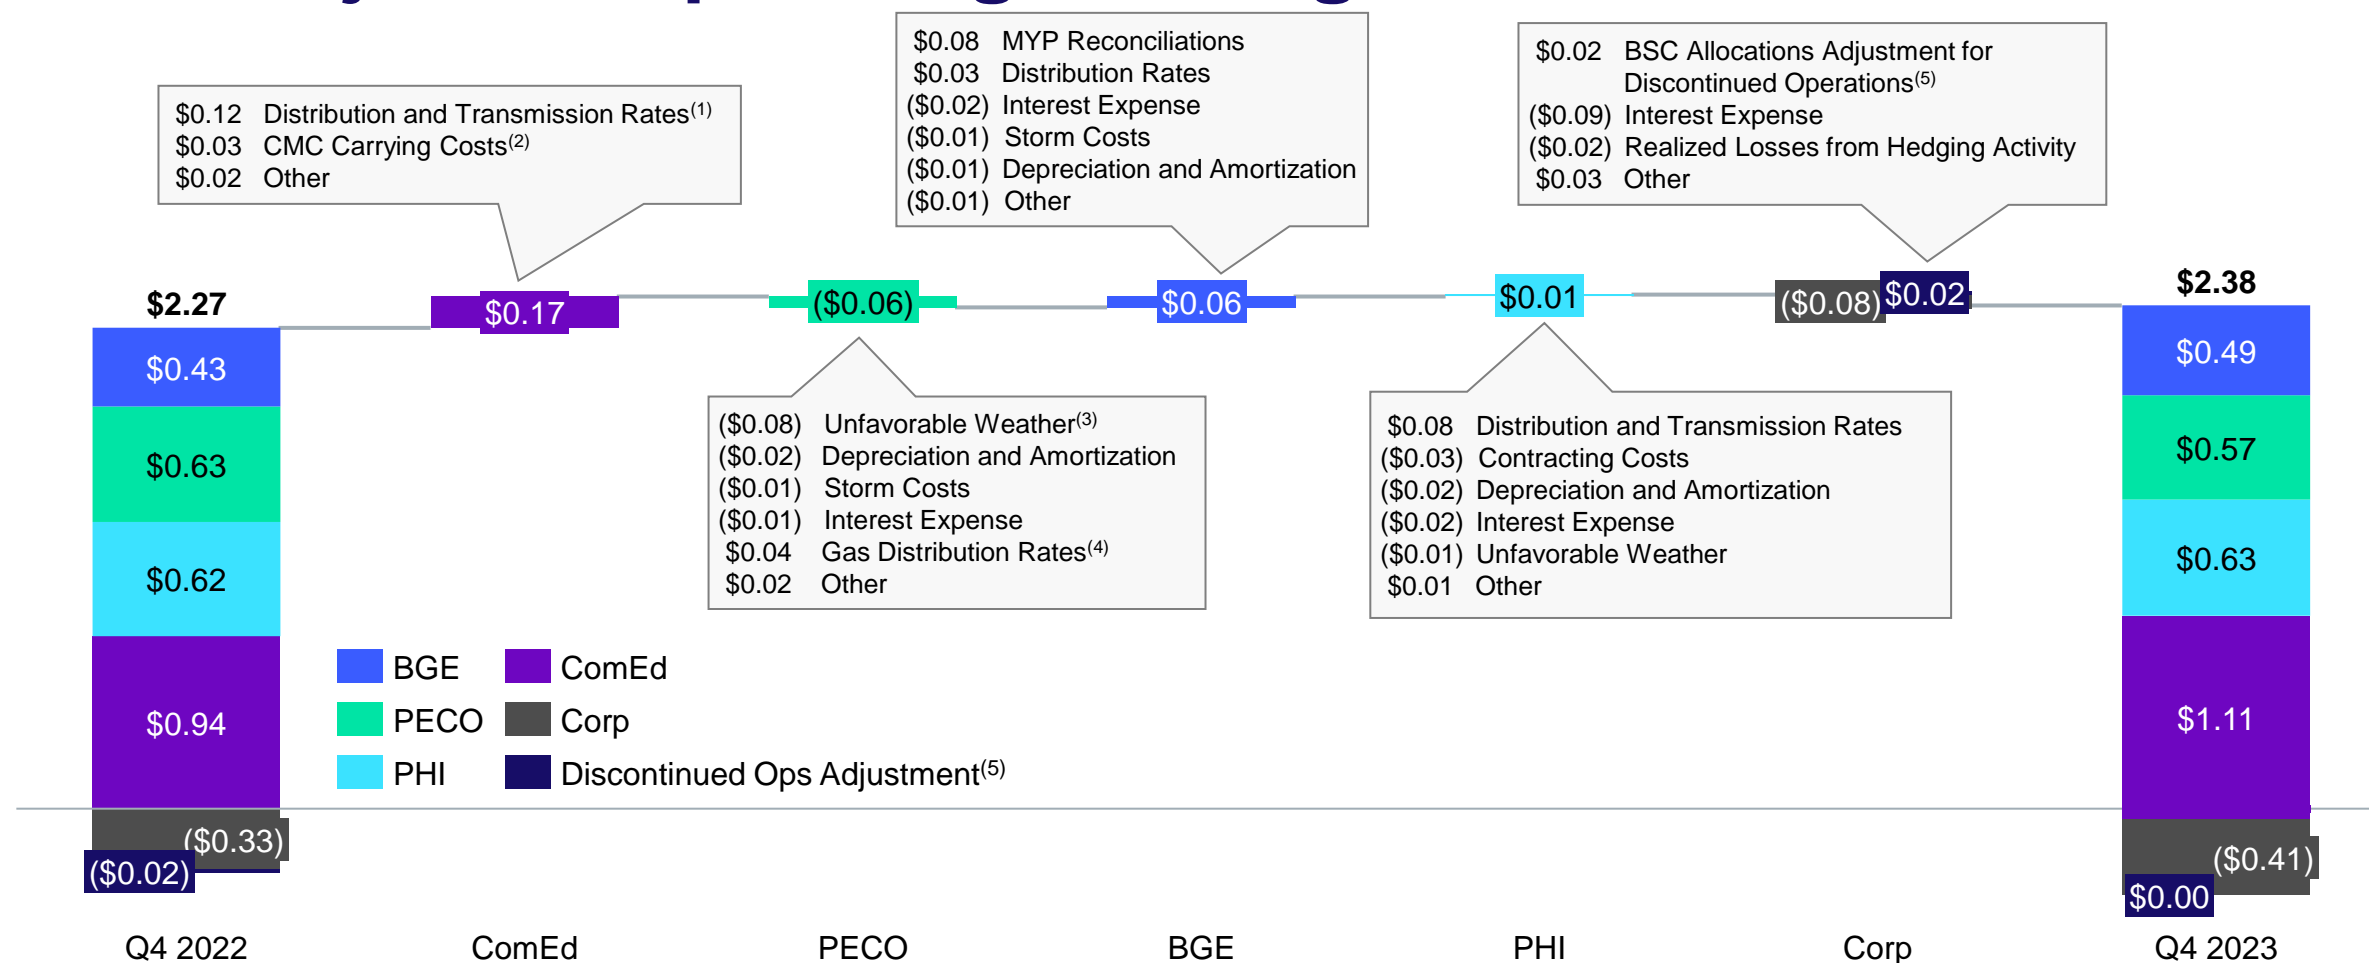 $0.12 Distribution and Transmission Rates(1)
$0.03 CMC Carrying Costs(2)
$0.02 Other
$0.08 MYP Reconciliations
$0.03 Distribution Rates
($0.02) Interest Expense
($0.01) Storm Costs
($0.01) Depreciation and Amortization
($0.01) Other
$0.02 BSC Allocations Adjustment for
Discontinued Operations(5)
($0.09) Interest Expense
($0.02) Realized Losses from Hedging Activity
$0.03 Other
$2.27
$0.17
($0.06)
$0.06
$0.01
($0.08)
$0.02
$2.38
$0.43
$0.63
$0.62
$0.94
($0.33)
($0.02)
($0.08) Unfavorable Weather(3)
($0.02) Depreciation and Amortization
($0.01) Storm Costs
($0.01) Interest Expense
$0.04 Gas Distribution Rates(4)
$0.02 Other
$0.08 Distribution and Transmission Rates
($0.03) Contracting Costs
($0.02) Depreciation and Amortization
($0.02) Interest Expense
($0.01) Unfavorable Weather
$0.01 Other
$0.49
$0.57
$0.63
$1.11
($0.41)
$0.00
BGE ComEd
PECO Corp
PHI Discontinued Ops Adjustment(5)
Q4 2022 ComEd PECO BGE PHI Corp Q4 2023